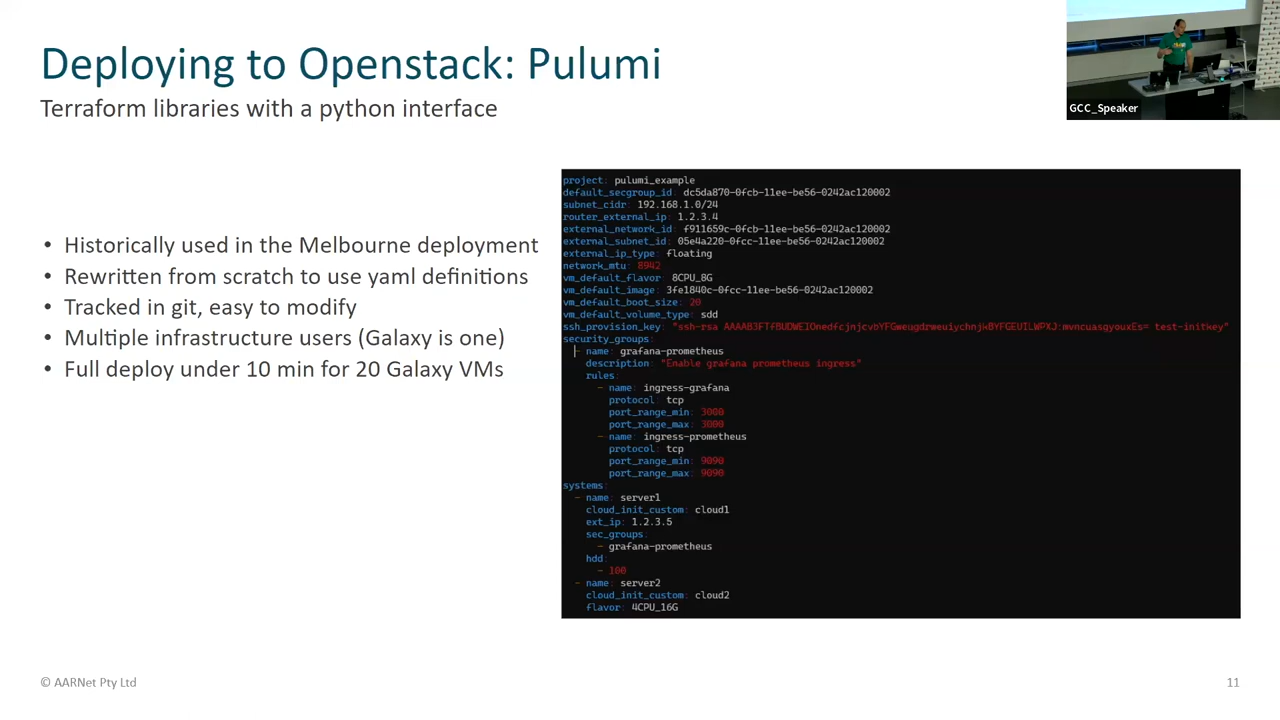 Deploying to Openstack: Pulumi
Terraform libraries with a python interface
GCC_Speaker
• Historically used in the Melbourne deployment
• Rewritten from scratch to use yaml definitions
• Tracked in git, easy to modify
• Multiple infrastructure users (Galaxy is one)
• Full deploy under 10 min for 20 Galaxy VMs
project: pulumi_example
default_secgroup_id: dc5da870-0fcb-11ee-be56-0242ac120002
subnet_cidr: 192.168.1.0/24
router_external_ip: 1.2.3.4
external_network_id: f911659c-0fcb-11ee-be56-0242ac120002
external_subnet_id: 05e4a220-0fcc-11ee-be56-0242ac120002
external_ip_type: floating
network_mtu: 8942
vm_default_flavor: 8CPU_8G
vm_default_image: 3fe1840c-0fcc-11ee-be56-0242ac120002
vm_default_boot_size: 20
vm_default_volume_type: sdd
ssh_provision_key: "ssh-rsa test-initkey"
security_groups:
- name: grafana-prometheus
description: "Enable grafana prometheus ingress"
rules:
- name: ingress-grafana
protocol: tcp
port_range_min: 3000
port_range_max: 3000
- name: ingress-prometheus
protocol: tcp
port_range_min: 9090
port_range_max: 9090
systems:
- name: server1
cloud_init_custom: cloud1
ext_ip: 1.2.3.5
sec_groups:
- grafana-prometheus
hdd:
- 100
- name: server2
cloud_init_custom: cloud2
flavor: 4CPU_16G
© AARNet Pty Ltd
11